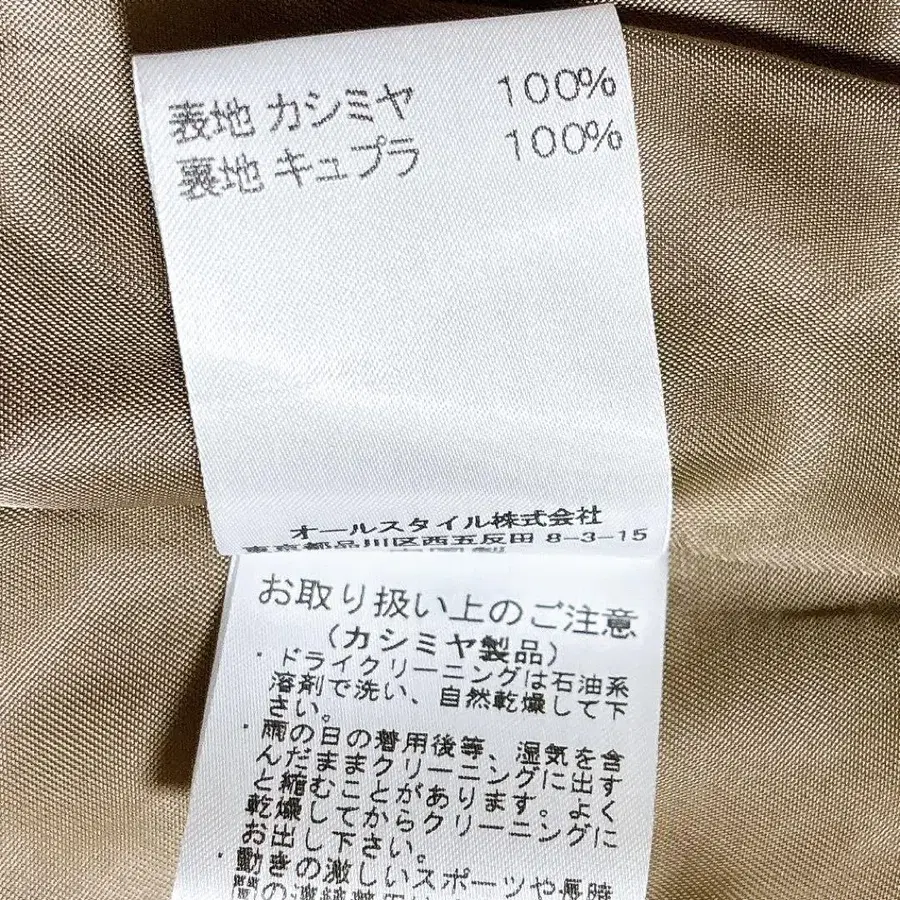 表地 カシミヤ 100%
裏地 キュプラ 100%
オールスタイル株式会社
東京都品川区西五反田 8-3-15
お取り扱い上のご注意
(カシミヤ製品)
・ドライクリーニングは石油系
溶剤で洗い、自然乾燥して下
さい。
・雨の日の着用後等、湿気を含
んだままクリーニングに出す
と縮むことがあります。よく
乾燥してからクリーニングに
お出し下さい。
・動きの激しいスポーツや長時
間の連続着用は